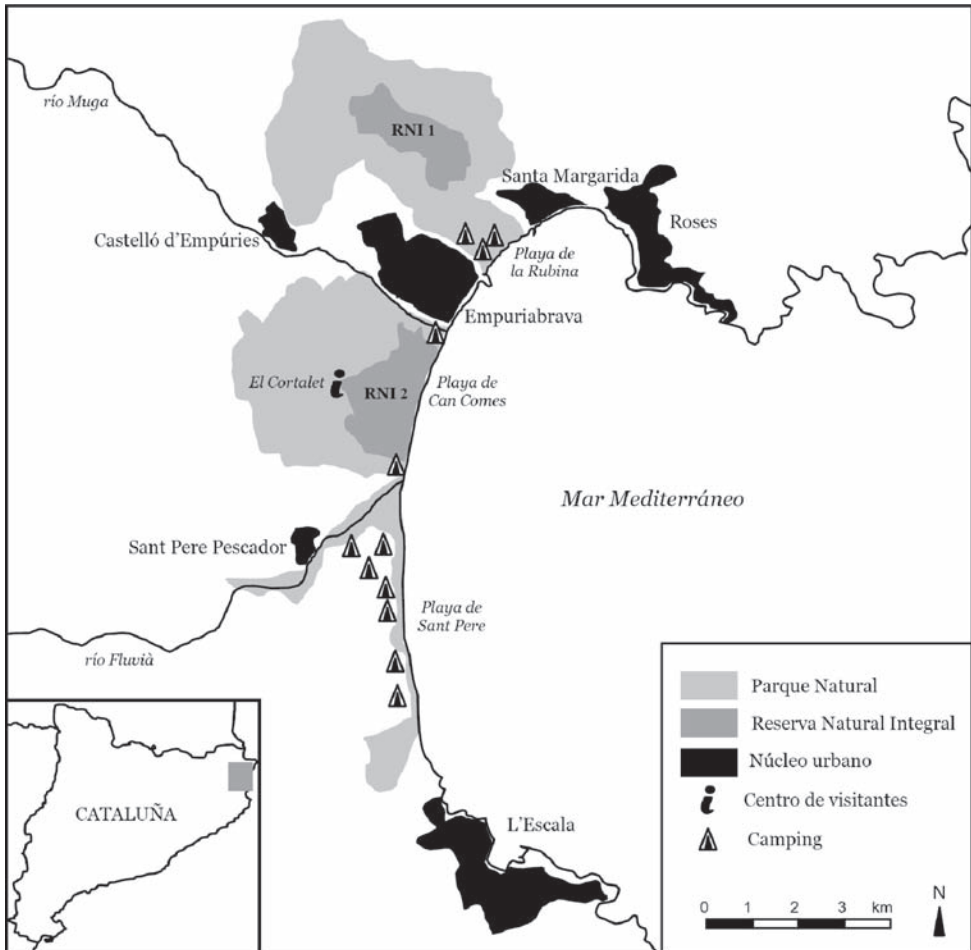 río Muga
RNI 1
Santa Margarida
Roses
Castelló d'Empúries
Playa de
la Rubina
Empuriabrava
El Cortalet
i
RNI 2
Playa de
Can Comes
Mar Mediterráneo
Sant Pere Pescador
Playa de
Sant Pere
río Fluvià
L'Escala
CATALUÑA
Parque Natural
Reserva Natural Integral
Núcleo urbano
i Centro de visitantes
Camping
0 1 2 3 km
N